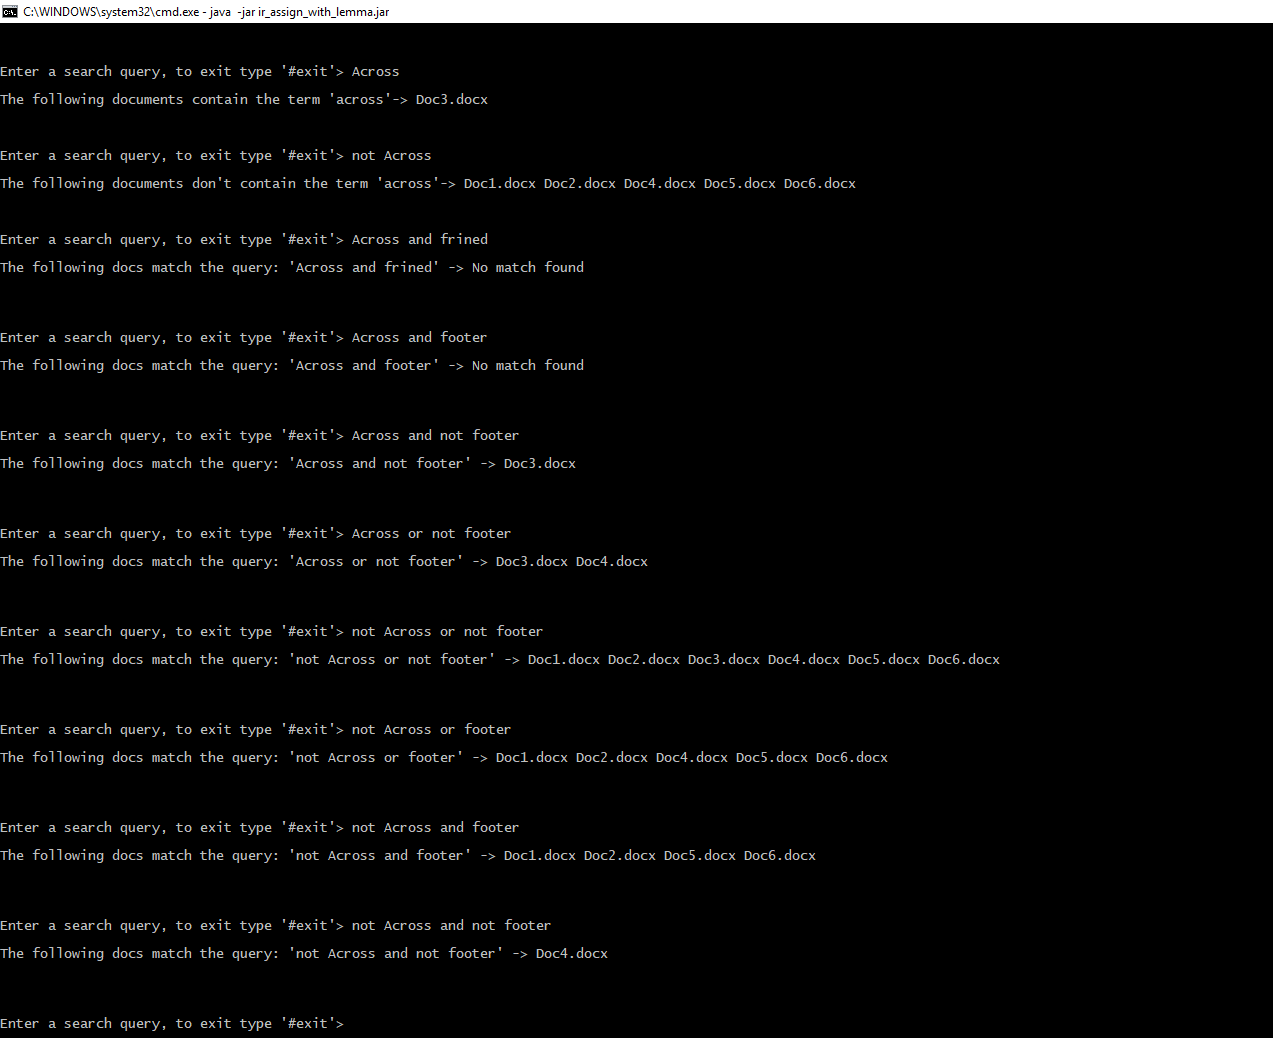 C:\WINDOWS\system32\cmd.exe - java  -jar ir_assign_with_lemma.jar
Enter a search query, to exit type '#exit'> Across
The following documents contain the term 'across'-> Doc3.docx
Enter a search query, to exit type '#exit'> not Across
The following documents don't contain the term 'across'-> Doc1.docx Doc2.docx Doc4.docx Doc5.docx Doc6.docx
Enter a search query, to exit type '#exit'> Across and frined
The following docs match the query: 'Across and frined' -> No match found
Enter a search query, to exit type '#exit'> Across and footer
The following docs match the query: 'Across and footer' -> No match found
Enter a search query, to exit type '#exit'> Across and not footer
The following docs match the query: 'Across and not footer' -> Doc3.docx
Enter a search query, to exit type '#exit'> Across or not footer
The following docs match the query: 'Across or not footer' -> Doc3.docx Doc4.docx
Enter a search query, to exit type '#exit'> not Across or not footer
The following docs match the query: 'not Across or not footer' -> Doc1.docx Doc2.docx Doc3.docx Doc4.docx Doc5.docx Doc6.docx
Enter a search query, to exit type '#exit'> not Across or footer
The following docs match the query: 'not Across or footer' -> Doc1.docx Doc2.docx Doc4.docx Doc5.docx Doc6.docx
Enter a search query, to exit type '#exit'> not Across and footer
The following docs match the query: 'not Across and footer' -> Doc1.docx Doc2.docx Doc5.docx Doc6.docx
Enter a search query, to exit type '#exit'> not Across and not footer
The following docs match the query: 'not Across and not footer' -> Doc4.docx
Enter a search query, to exit type '#exit'>